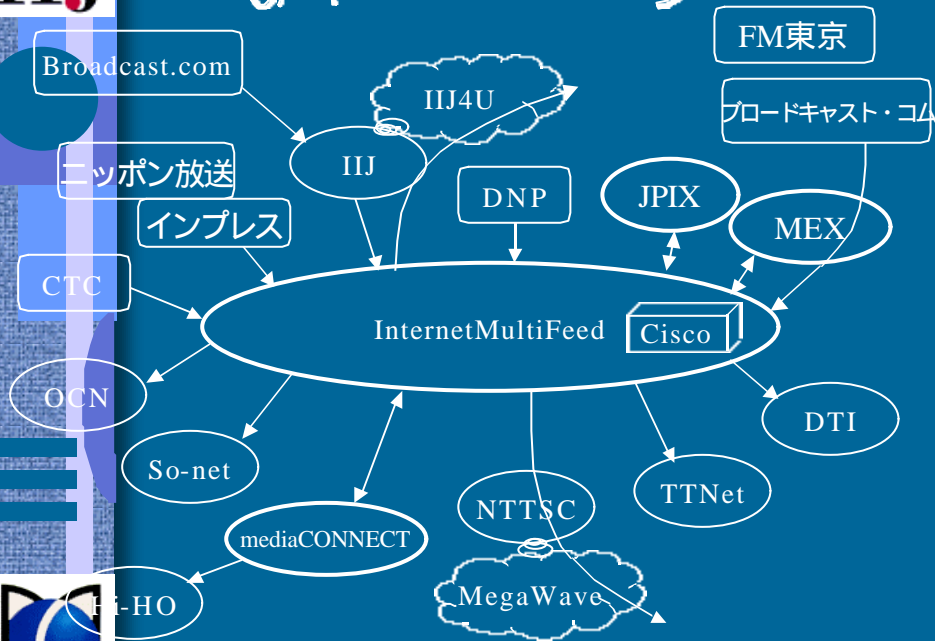 FM東京
Broadcast.com
IIJ4U
ブロードキャスト・コム
ニッポン放送
IIJ
DNP
JPIX
インプレス
MEX
CTC
InternetMultiFeed
Cisco
OCN
DTI
So-net
TTNet
NTTSC
mediaCONNECT
MegaWave
Hi-HO